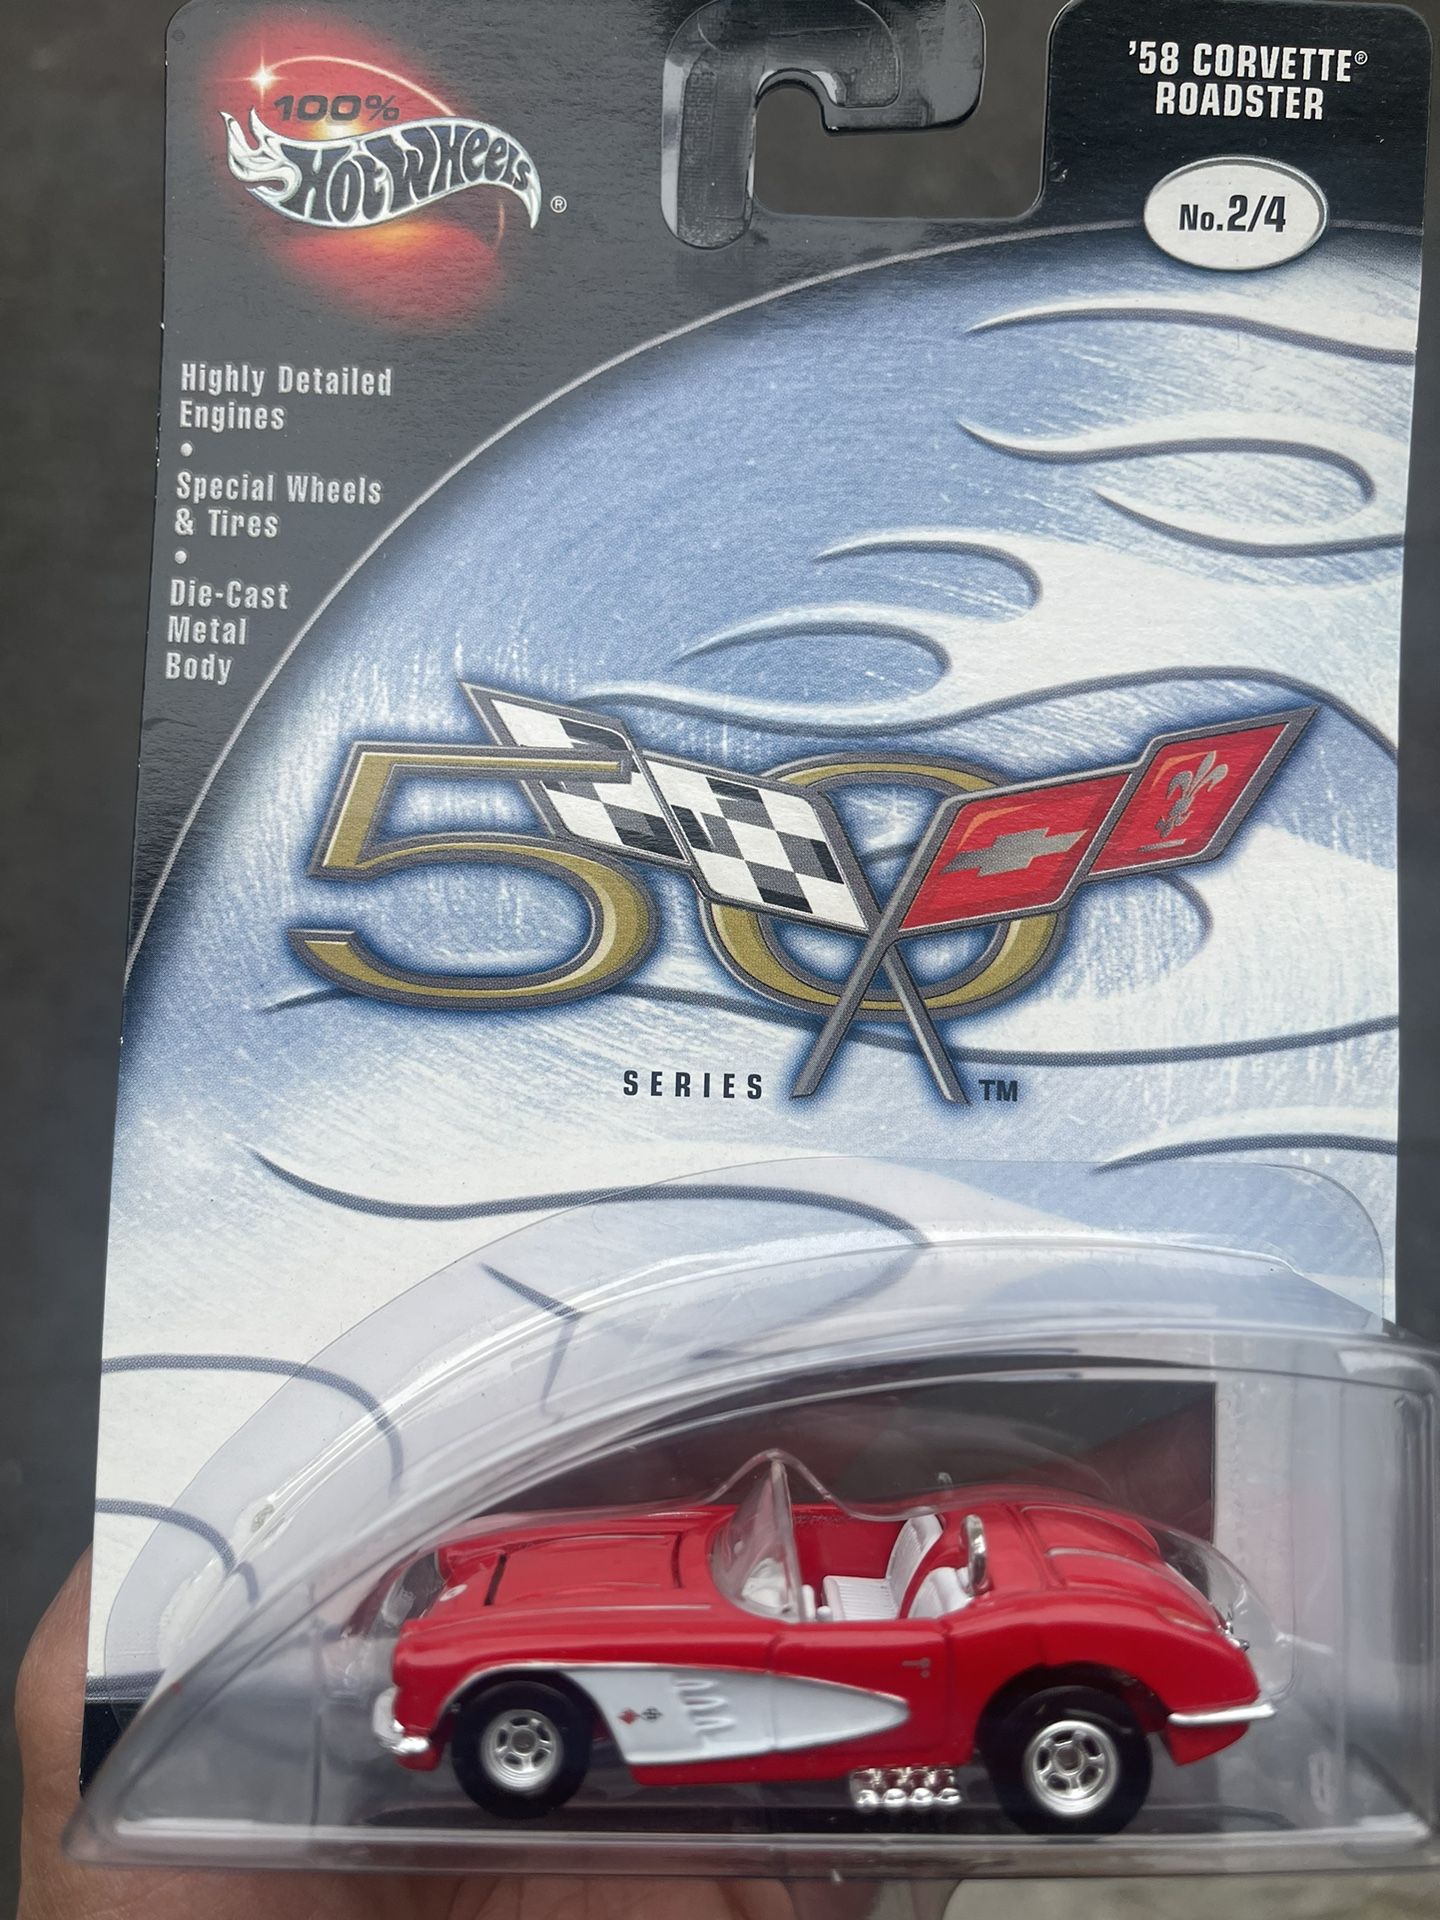 100%
Hot Wheels®
'58 CORVETTE®
ROADSTER
No.2/4
Highly Detailed
Engines
•
Special Wheels
& Tires
•
Die-Cast
Metal
Body
50
SERIES TM